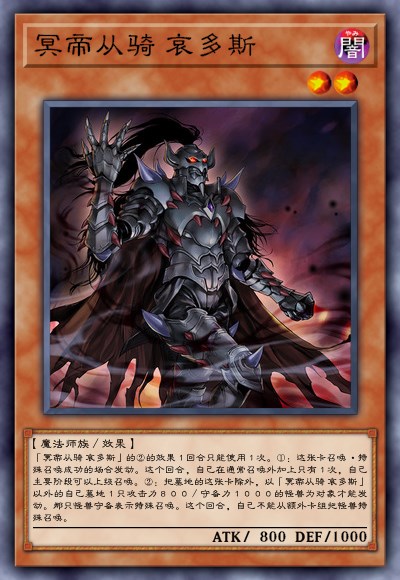 冥帝从骑 哀多斯
やみ
闇
【魔法师族／效果】
「冥帝从骑 哀多斯」的②的效果１回合只能使用１次。①：这张卡召唤·特
殊召唤成功的场合发动。这个回合，自己在通常召唤外加上只有１次，自己
主要阶段可以上级召唤。②：把墓地的这张卡除外，以「冥帝从骑 哀多斯」
以外的自己墓地１只攻击力８００／守备力１０００的怪兽为对象才能发
动。那只怪兽守备表示特殊召唤。这个回合，自己不能从额外卡组把怪兽特
殊召唤。
ATK/ 800 DEF/1000